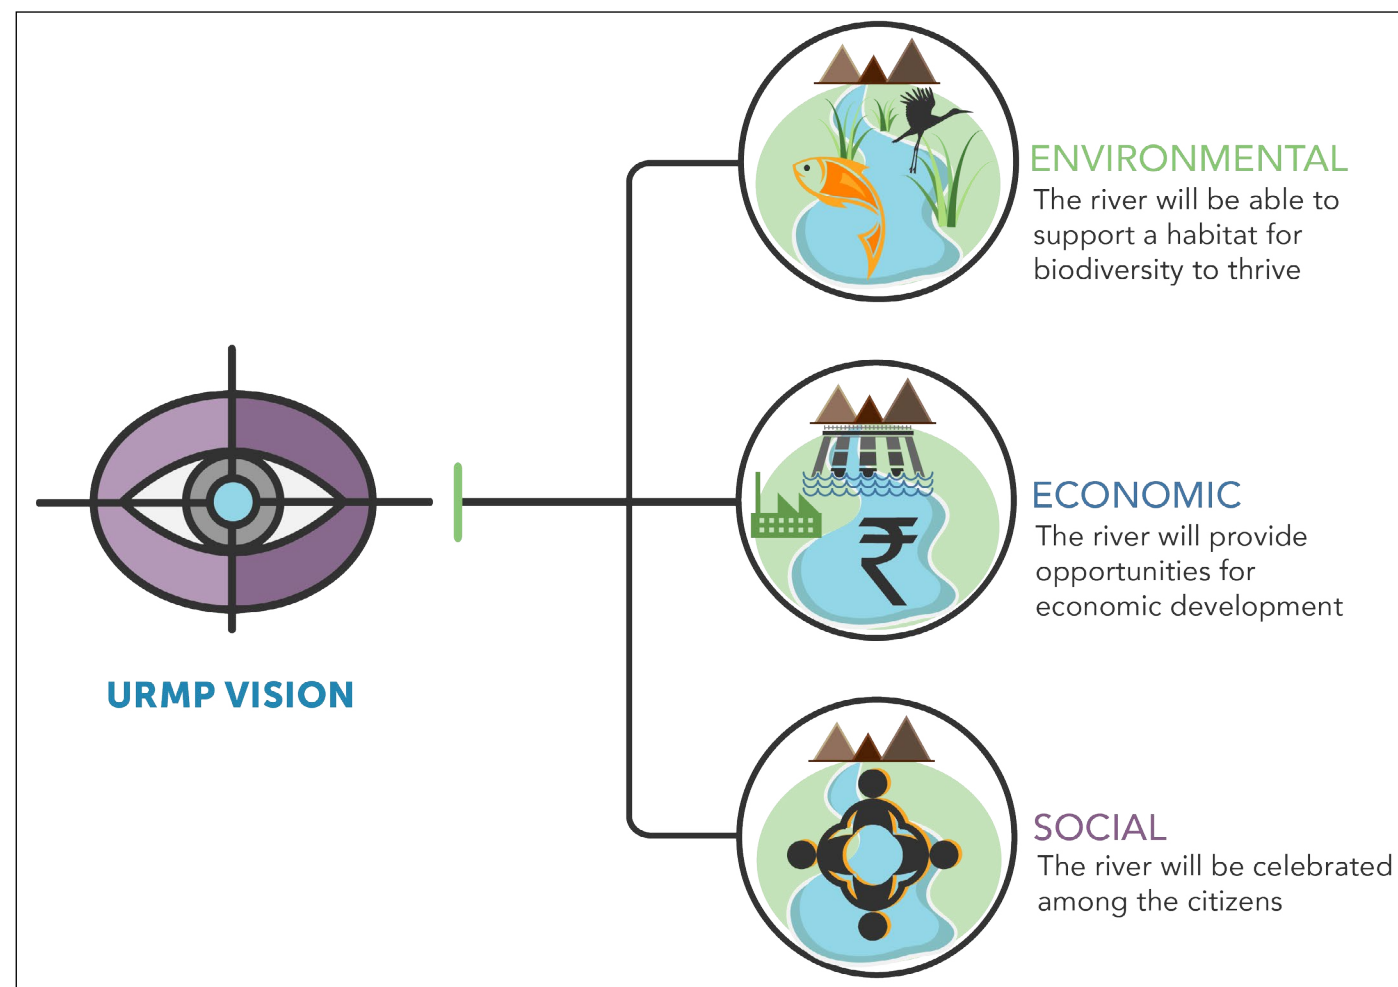 ENVIRONMENTAL
The river will be able to
support a habitat for
biodiversity to thrive
ECONOMIC
The river will provide
opportunities for
economic development
₹
URMP VISION
SOCIAL
The river will be celebrated
among the citizens